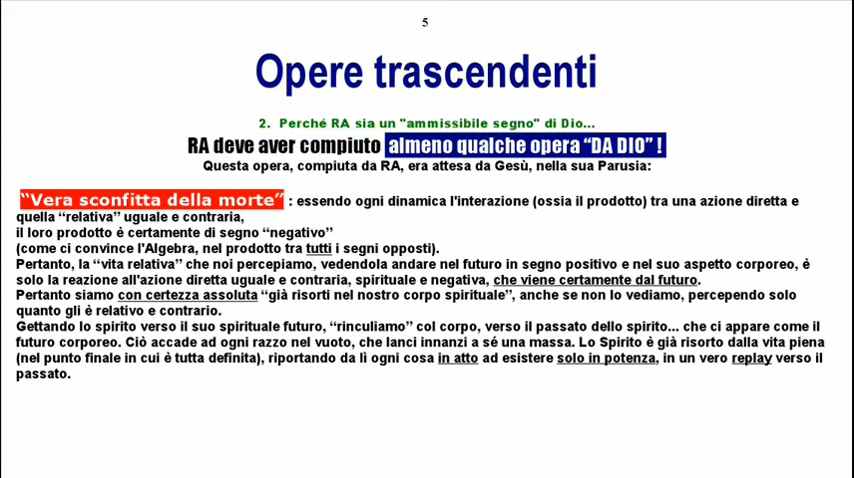 5
Opere trascendenti
2. Perché RA sia un "ammissibile segno" di Dio...
RA deve aver compiuto almeno qualche opera “DA DIO” !
Questa opera, compiuta da RA, era attesa da Gesù, nella sua Parusia:
“Vera sconfitta della morte” : essendo ogni dinamica l'interazione (ossia il prodotto) tra una azione diretta e
quella “relativa” uguale e contraria,
il loro prodotto è certamente di segno “negativo”
(come ci convince l'Algebra, nel prodotto tra tutti i segni opposti).
Pertanto, la “vita relativa” che noi percepiamo, vedendola andare nel futuro in segno positivo e nel suo aspetto corporeo, è
solo la reazione all'azione diretta uguale e contraria, spirituale e negativa, che viene certamente dal futuro.
Pertanto siamo con certezza assoluta “già risorti nel nostro corpo spirituale”, anche se non lo vediamo, percependo solo
quanto gli è relativo e contrario.
Gettando lo spirito verso il suo spirituale futuro, “rinculiamo” col corpo, verso il passato dello spirito... che ci appare come il
futuro corporeo. Ciò accade ad ogni razzo nel vuoto, che lanci innanzi a sé una massa. Lo Spirito è già risorto dalla vita piena
(nel punto finale in cui è tutta definita), riportando da lì ogni cosa in atto ad esistere solo in potenza, in un vero replay verso il
passato.